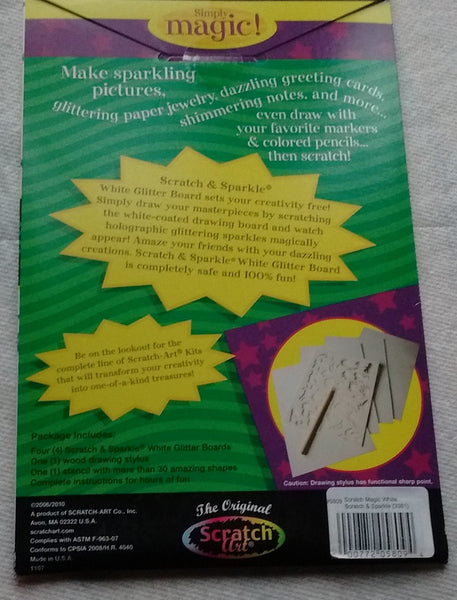 Simply
magic!
Make sparkling
pictures,
glittering paper jewelry, dazzling greeting cards,
shimmering notes, and more...
even draw with
your favorite markers
& colored pencils...
then scratch!
Scratch & Sparkle®
White Glitter Board sets your creativity free!
Simply draw your masterpieces by scratching
the white-coated drawing board and watch
holographic glittering sparkles magically
appear! Amaze your friends with your dazzling
creations. Scratch & Sparkle® White Glitter Board
is completely safe and 100% fun!
Be on the lookout for the
complete line of Scratch-Art® Kits
that will transform your creativity
into one-of-a-kind treasures!
Package Includes:
Four (4) Scratch & Sparkle® White Glitter Boards
One (1) wood drawing stylus
One (1) stencil with more than 30 amazing shapes
Complete instructions for hours of fun
Caution: Drawing stylus has functional sharp point.
©2006/2010
A product of SCRATCH-ART Co., Inc.
Avon, MA 02322 U.S.A.
scratchart.com
Complies with ASTM F-963-07
Conforms to CPSIA 2008/H.R. 4040
Made in U.S.A.
1107
The Original
Scratch
Art®
Scratch Magic White
Scratch & Sparkle (3551)
00772 05809